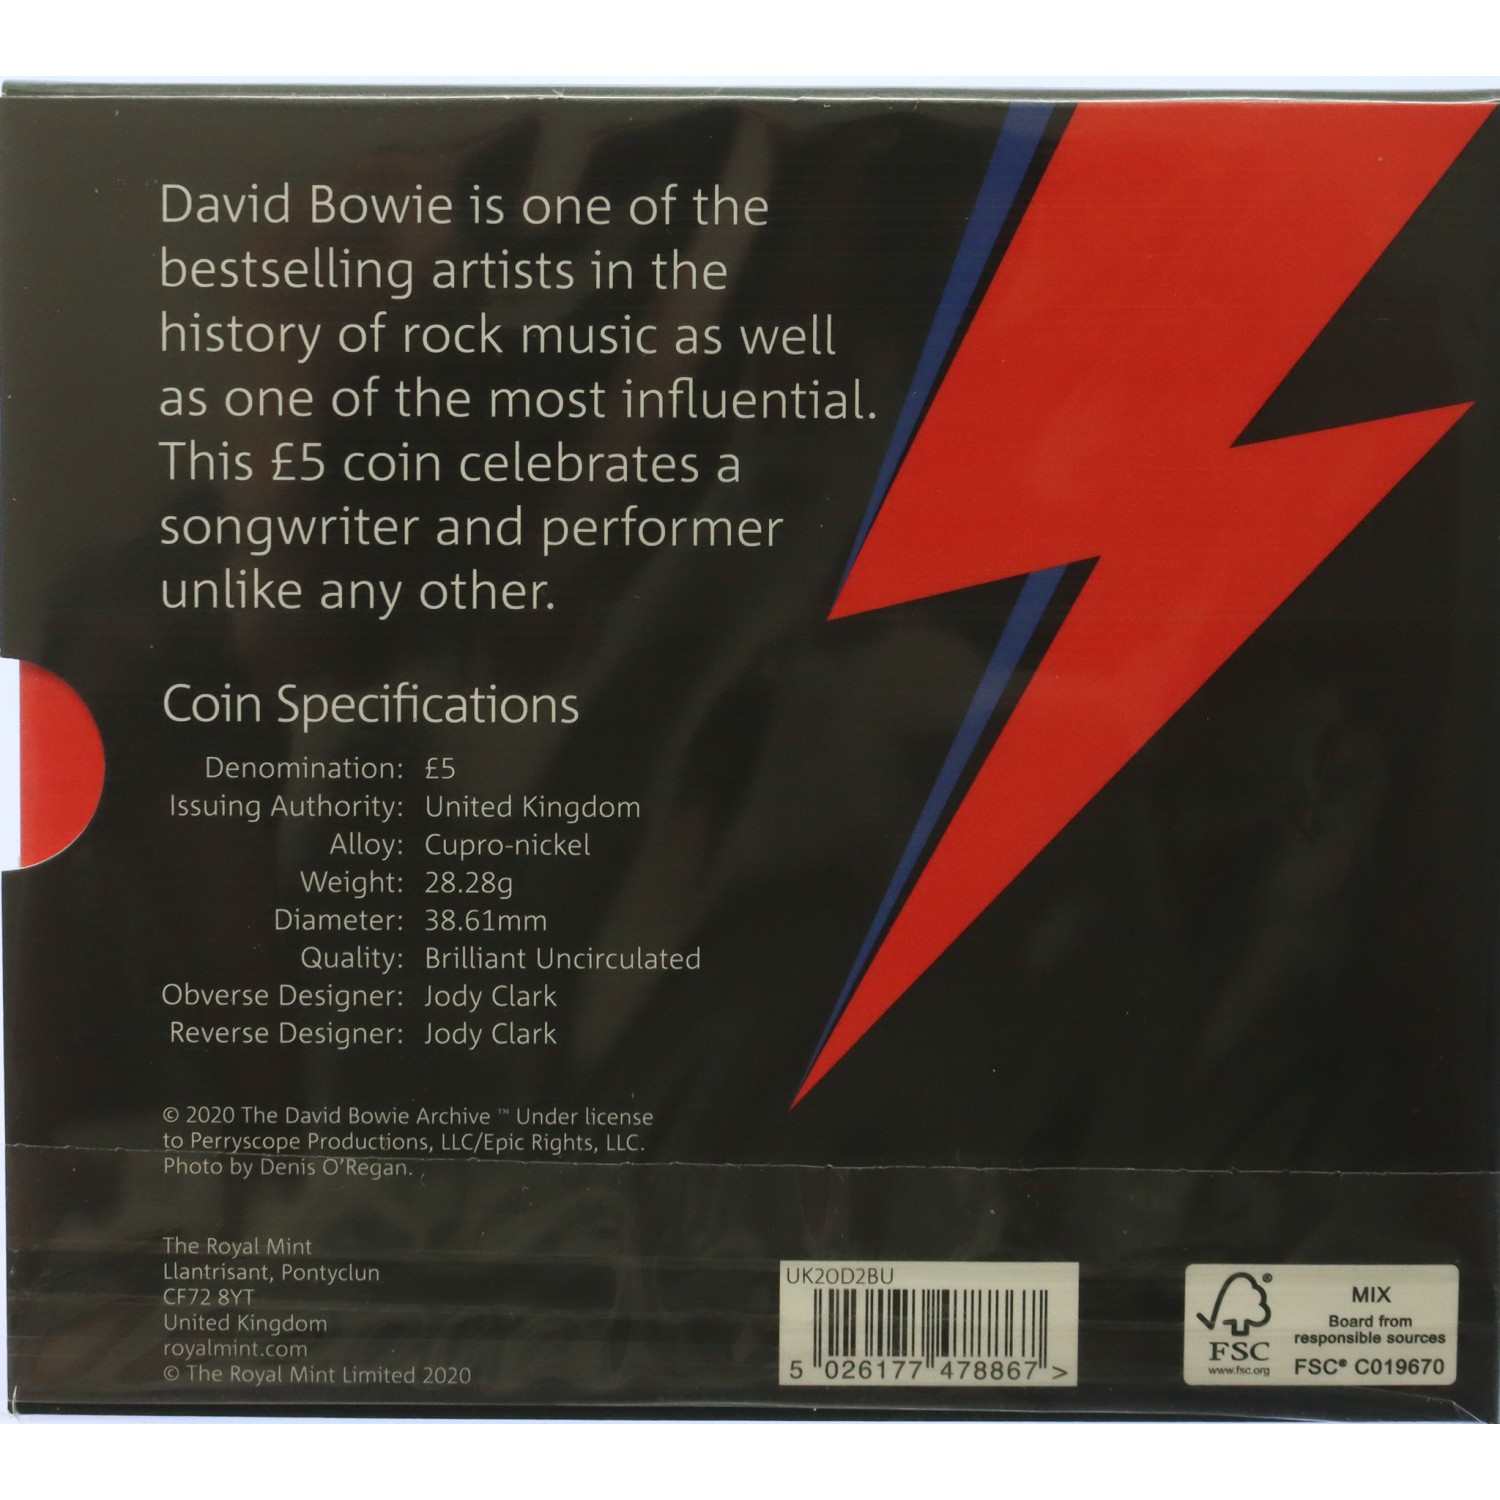 David Bowie is one of the
bestselling artists in the
history of rock music as well
as one of the most influential.
This £5 coin celebrates a
songwriter and performer
unlike any other.
Coin Specifications
Denomination: £5
Issuing Authority: United Kingdom
Alloy: Cupro-nickel
Weight: 28.28g
Diameter: 38.61mm
Quality: Brilliant Uncirculated
Obverse Designer: Jody Clark
Reverse Designer: Jody Clark
© 2020 The David Bowie Archive ™ Under license
to Perryscope Productions, LLC/Epic Rights, LLC.
Photo by Denis O'Regan.
The Royal Mint
Llantrisant, Pontyclun
CF72 8YT
United Kingdom
royalmint.com
© The Royal Mint Limited 2020
UK20D2BU
5 026177 478867 >
®
FSC
www.fsc.org
MIX
Board from
responsible sources
FSC® C019670